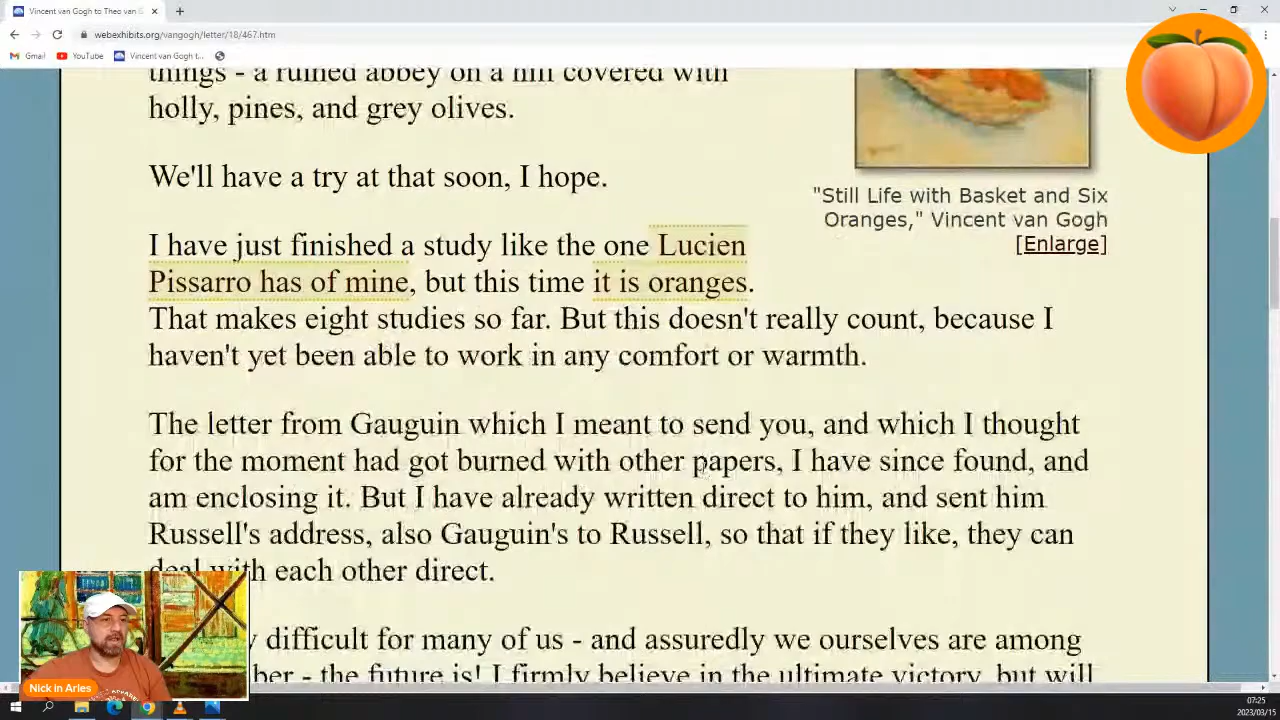 Vincent van Gogh to Theo van G
webexhibits.org/vangogh/letter/18/467.htm
Gmail
YouTube
Vincent van Gogh t...
things - a ruined abbey on a hill covered with
holly, pines, and grey olives.
We'll have a try at that soon, I hope.
"Still Life with Basket and Six
Oranges," Vincent van Gogh
[Enlarge]
I have just finished a study like the one Lucien
Pissarro has of mine, but this time it is oranges.
That makes eight studies so far. But this doesn't really count, because I
haven't yet been able to work in any comfort or warmth.
The letter from Gauguin which I meant to send you, and which I thought
for the moment had got burned with other papers, I have since found, and
am enclosing it. But I have already written direct to him, and sent him
Russell's address, also Gauguin's to Russell, so that if they like, they can
deal with each other direct.
difficult for many of us - and assuredly we ourselves are among
the future is! I firmly believe in the ultimate victory, but will
Nick in Arles
07:25
2023/03/15